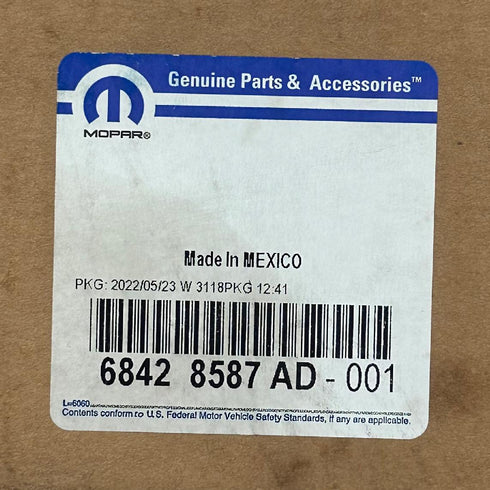 Genuine Parts & Accessories™
MOPAR®
Made In MEXICO
PKG: 2022/05/23 W 3118PKG 12:41
6842 8587 AD - 001
Contents conform to U.S. Federal Motor Vehicle Safety Standards, if any are applicable.